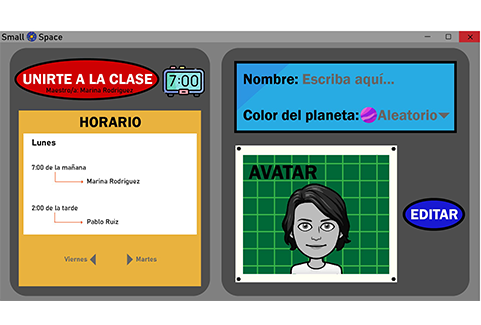 Small Space
UNIRTE A LA CLASE
Maestro/a: Marina Rodriguez
7:00
HORARIO
Lunes
7:00 de la mañana
Marina Rodriguez
2:00 de la tarde
Pablo Ruiz
Viernes
Martes
Nombre: Escriba aquí...
Color del planeta: Aleatorio
AVATAR
EDITAR